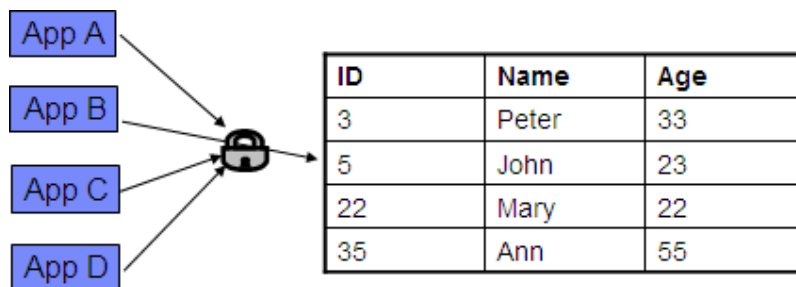 App A
App B
App C
App D
ID Name Age
3 Peter 33
5 John 23
22 Mary 22
35 Ann 55